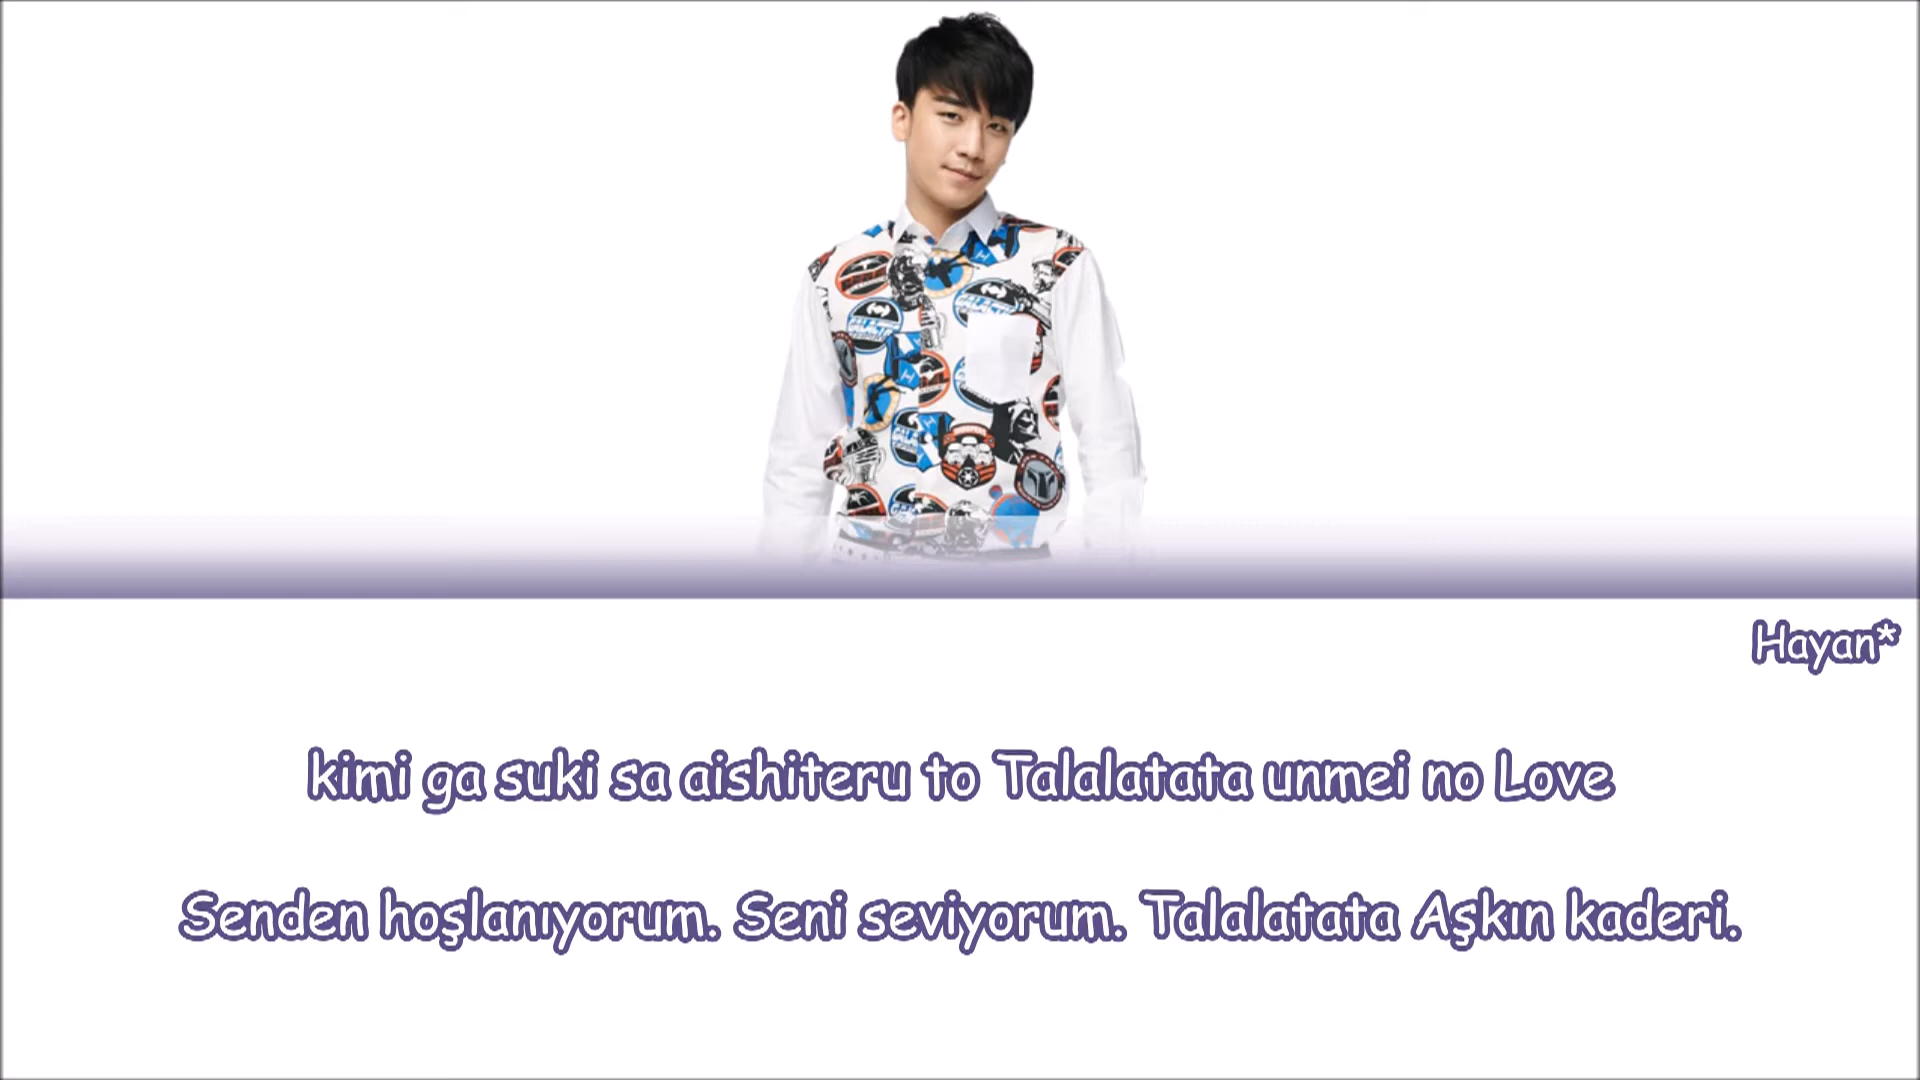 Hayan*
kimi ga suki sa aishiteru to Talalatata unmei no Love
Senden hoşlanıyorum. Seni seviyorum. Talalatata Aşkın kaderi.